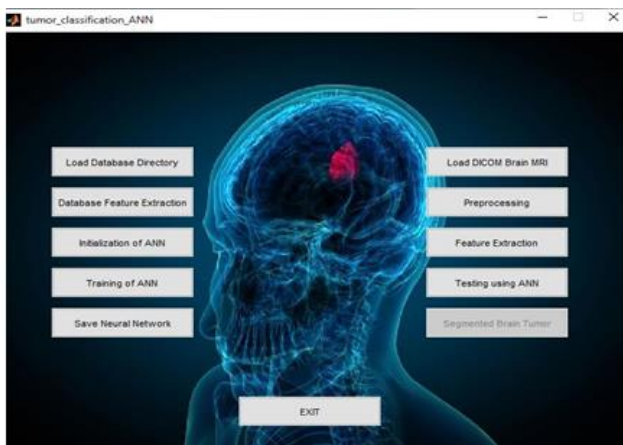 tumor_classification_ANN
Load Database Directory
Database Feature Extraction
Initialization of ANN
Training of ANN
Save Neural Network
Load DICOM Brain MRI
Preprocessing
Feature Extraction
Testing using ANN
Segmented Brain Tumor
EXIT